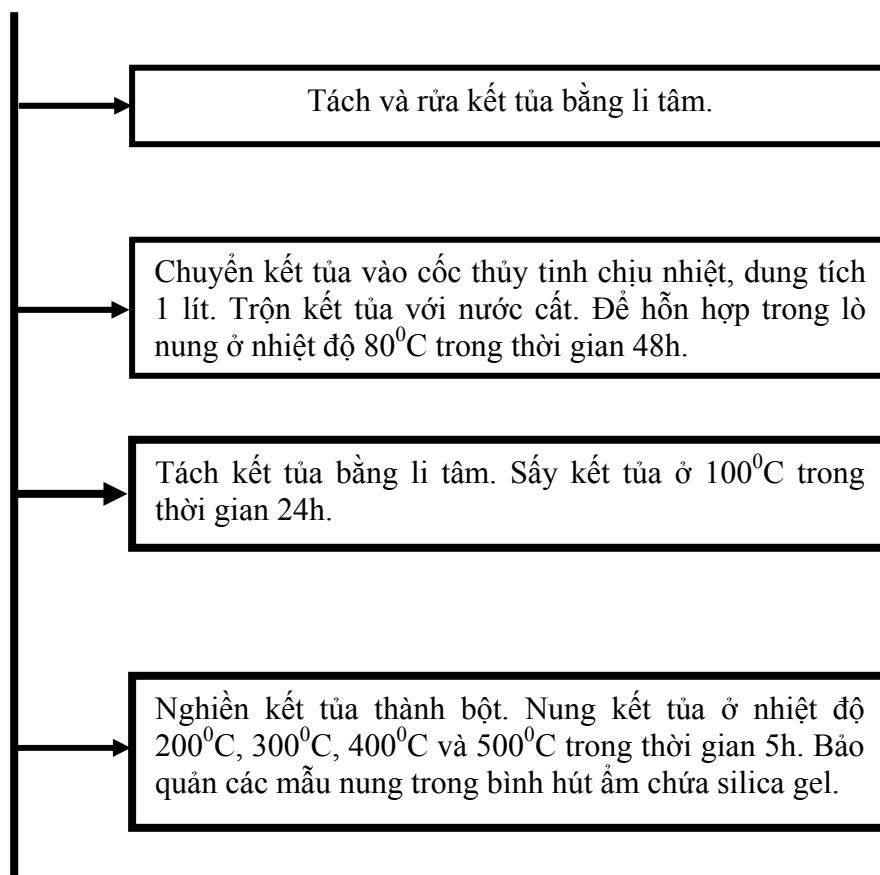 Tách và rửa kết tủa bằng li tâm.
Chuyển kết tủa vào cốc thủy tinh chịu nhiệt, dung tích
1 lít. Trộn kết tủa với nước cất. Để hỗn hợp trong lò
nung ở nhiệt độ 80⁰C trong thời gian 48h.
Tách kết tủa bằng li tâm. Sấy kết tủa ở 100⁰C trong
thời gian 24h.
Nghiền kết tủa thành bột. Nung kết tủa ở nhiệt độ
200⁰C, 300⁰C, 400⁰C và 500⁰C trong thời gian 5h. Bảo
quản các mẫu nung trong bình hút ẩm chứa silica gel.